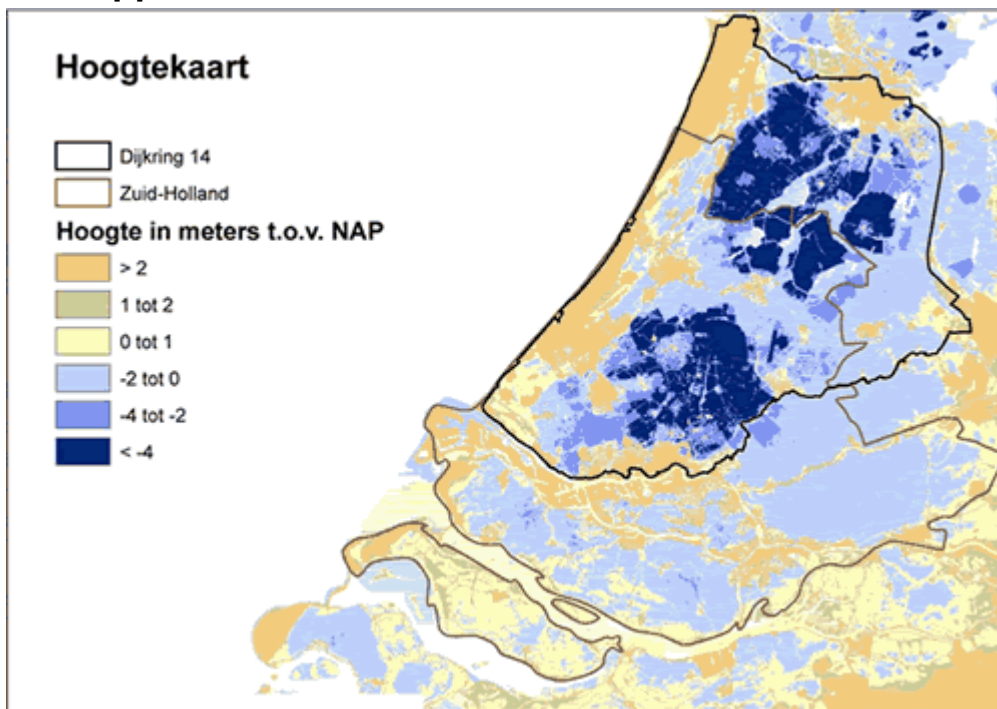 Hoogtekaart
Dijkring 14
Zuid-Holland
Hoogte in meters t.o.v. NAP
> 2
1 tot 2
0 tot 1
-2 tot 0
-4 tot -2
< -4